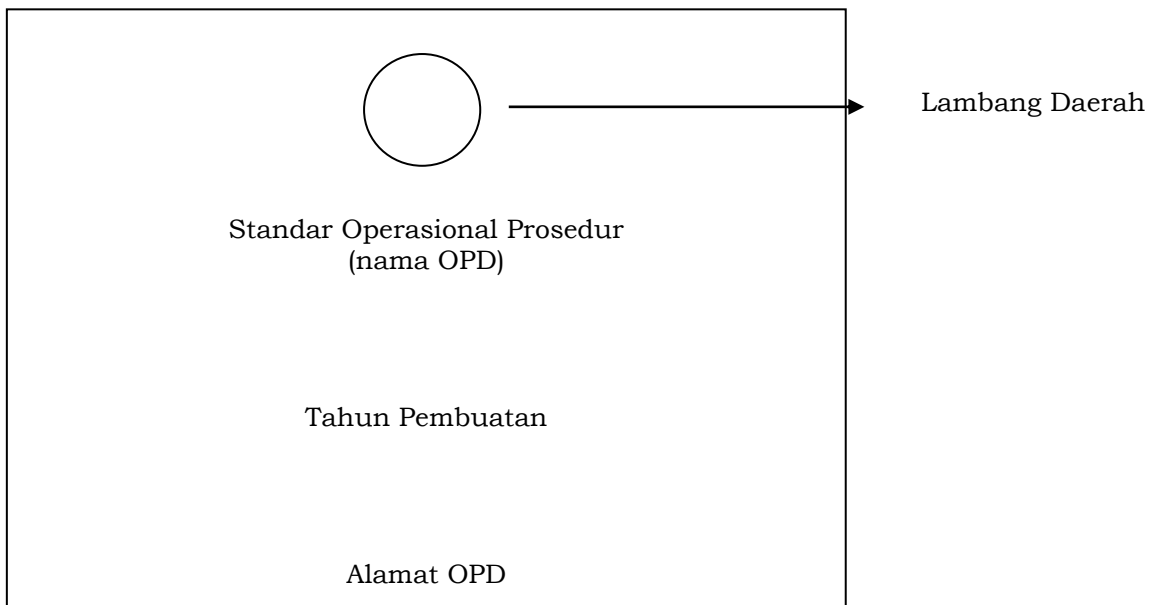 Lambang Daerah
Standar Operasional Prosedur
(nama OPD)
Tahun Pembuatan
Alamat OPD